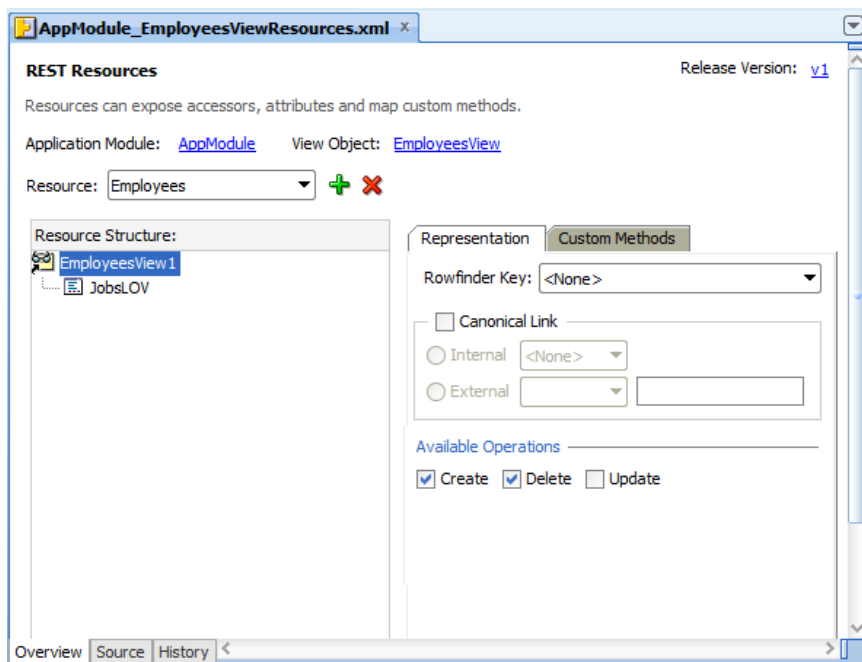 AppModule_EmployeesViewResources.xml x
REST Resources
Release Version: v1
Resources can expose accessors, attributes and map custom methods.
Application Module: AppModule View Object: EmployeesView
Resource: Employees
Resource Structure:
EmployeesView1
JobsLOV
Representation Custom Methods
Rowfinder Key: <None>
Canonical Link
Internal <None>
External
Available Operations
Create Delete Update
Overview Source History